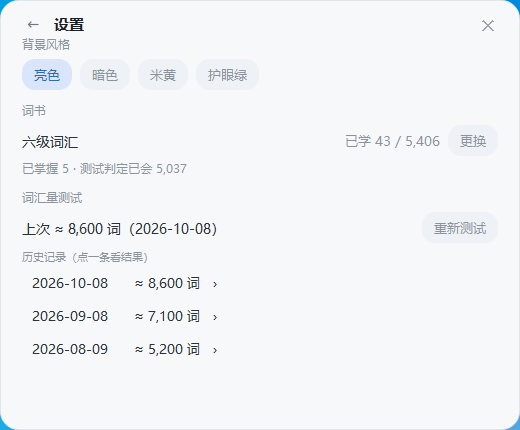 ← 设置
背景风格
亮色 暗色 米黄 护眼绿
词书
六级词汇 已学 43 / 5,406 更换
已掌握 5 · 测试判定已会 5,037
词汇量测试
上次 ≈ 8,600 词（2026-10-08） 重新测试
历史记录（点一条看结果）
2026-10-08 ≈ 8,600 词 ›
2026-09-08 ≈ 7,100 词 ›
2026-08-09 ≈ 5,200 词 ›